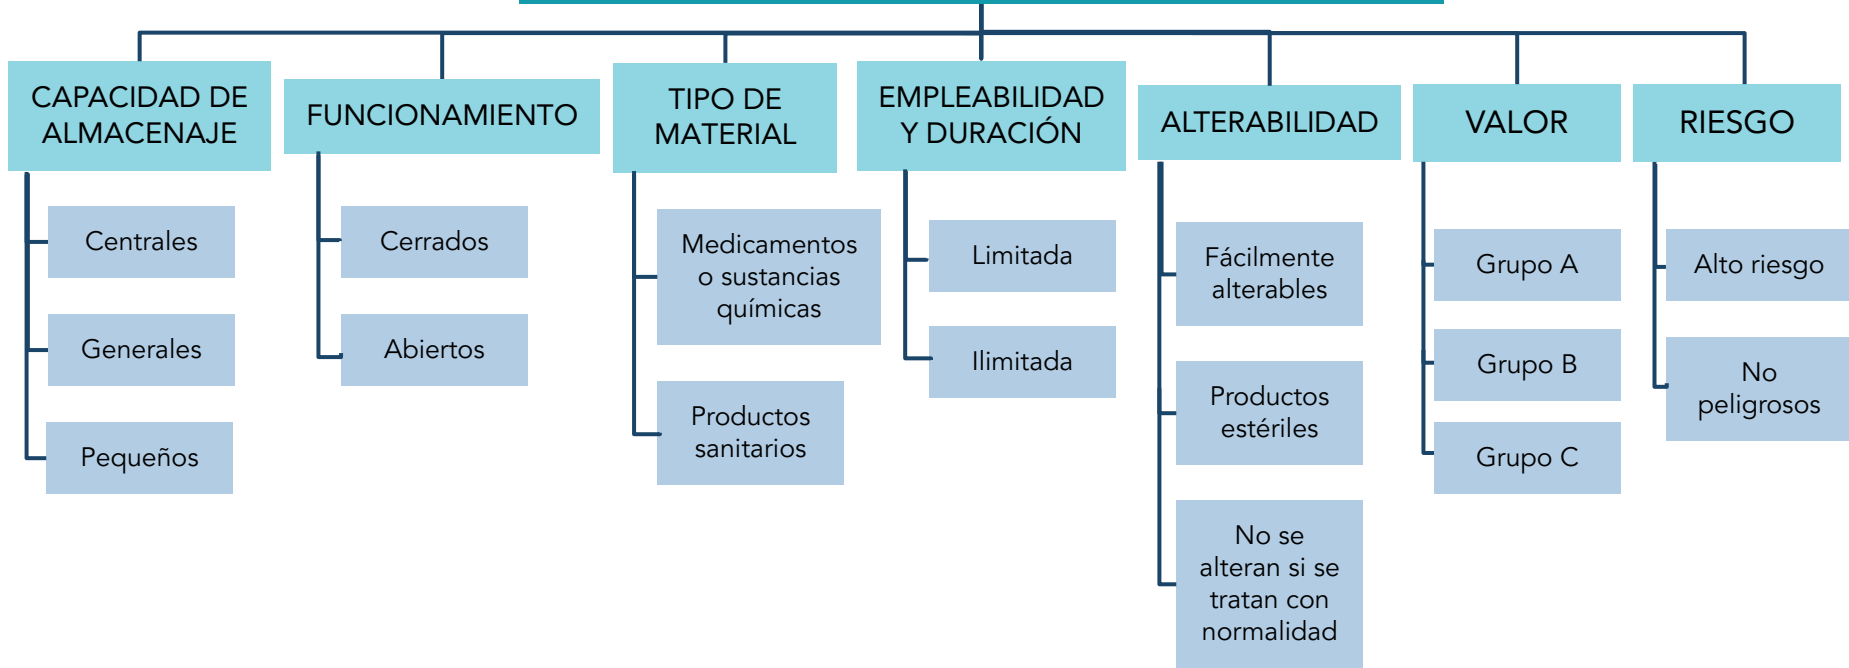 CAPACIDAD DE
ALMACENAJE
Centrales
Generales
Pequeños
FUNCIONAMIENTO
Cerrados
Abiertos
TIPO DE
MATERIAL
Medicamentos
o sustancias
químicas
Productos
sanitarios
EMPLEABILIDAD
Y DURACIÓN
Limitada
Ilimitada
ALTERABILIDAD
Fácilmente
alterables
Productos
estériles
No se
alteran si se
tratan con
normalidad
VALOR
Grupo A
Grupo B
Grupo C
RIESGO
Alto riesgo
No
peligrosos